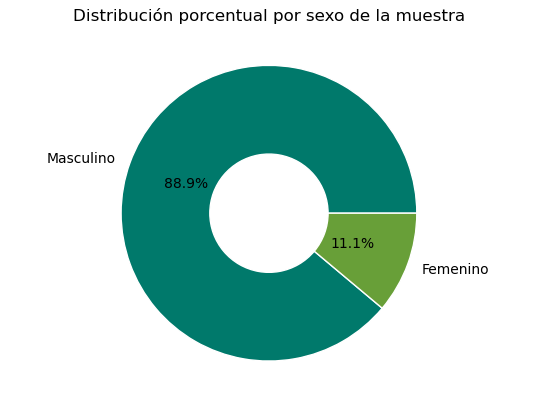 Distribución porcentual por sexo de la muestra
Masculino
88.9%
11.1%
Femenino